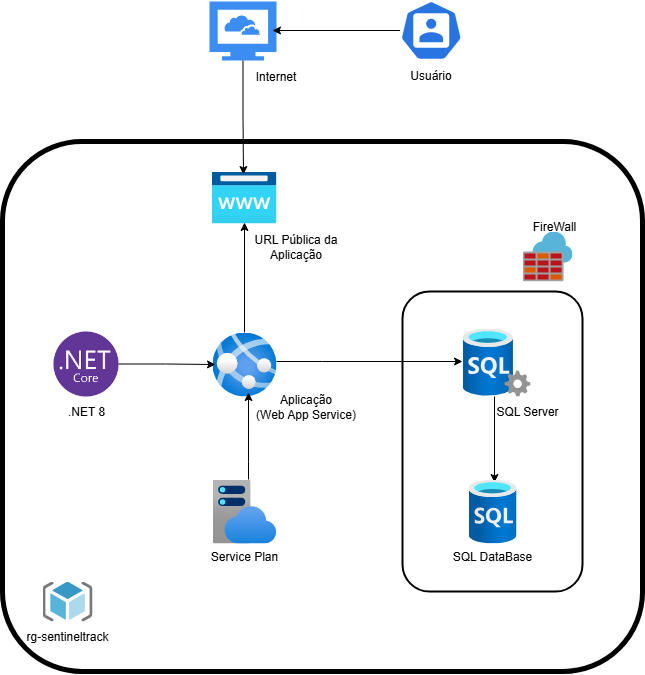 Internet
Usuário
WWW
URL Pública da
Aplicação
FireWall
.NET
Core
.NET 8
Aplicação
(Web App Service)
SQL
SQL Server
Service Plan
SQL
SQL DataBase
rg-sentineltrack